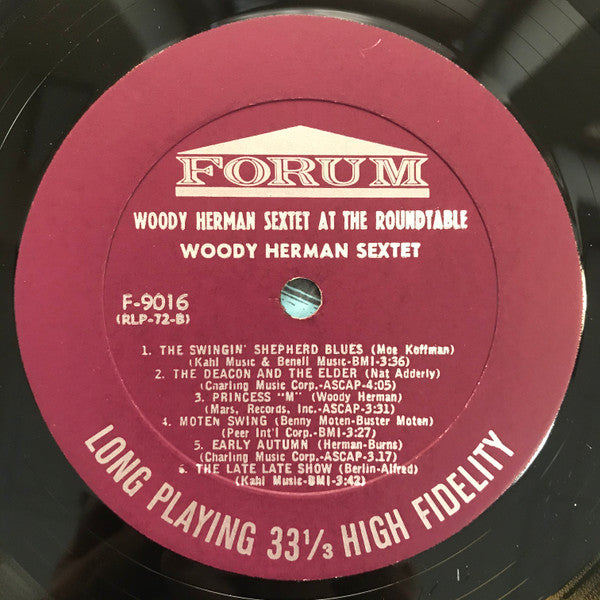 FORUM
WOODY HERMAN SEXTET AT THE ROUNDTABLE
WOODY HERMAN SEXTET
F-9016
(RLP-72-B)
1. THE SWINGIN' SHEPHERD BLUES (Moe Koffman)
(Kahl Music & Benell Music-BMI-3:36)
2. THE DEACON AND THE ELDER (Nat Adderly)
(Charling Music Corp.-ASCAP-4:05)
3. PRINCESS "M" (Woody Herman)
(Mars, Records, Inc.-ASCAP-3:31)
4. MOTEN SWING (Benny Moten-Buster Moten)
(Peer Int'l Corp.-BMI-3:27)
5. EARLY AUTUMN (Herman-Burns)
(Charling Music Corp.-ASCAP-3.17)
6. THE LATE LATE SHOW (Berlin-Alfred)
(Kahl Music-BMI-3:42)
LONG PLAYING 33 1/3 HIGH FIDELITY